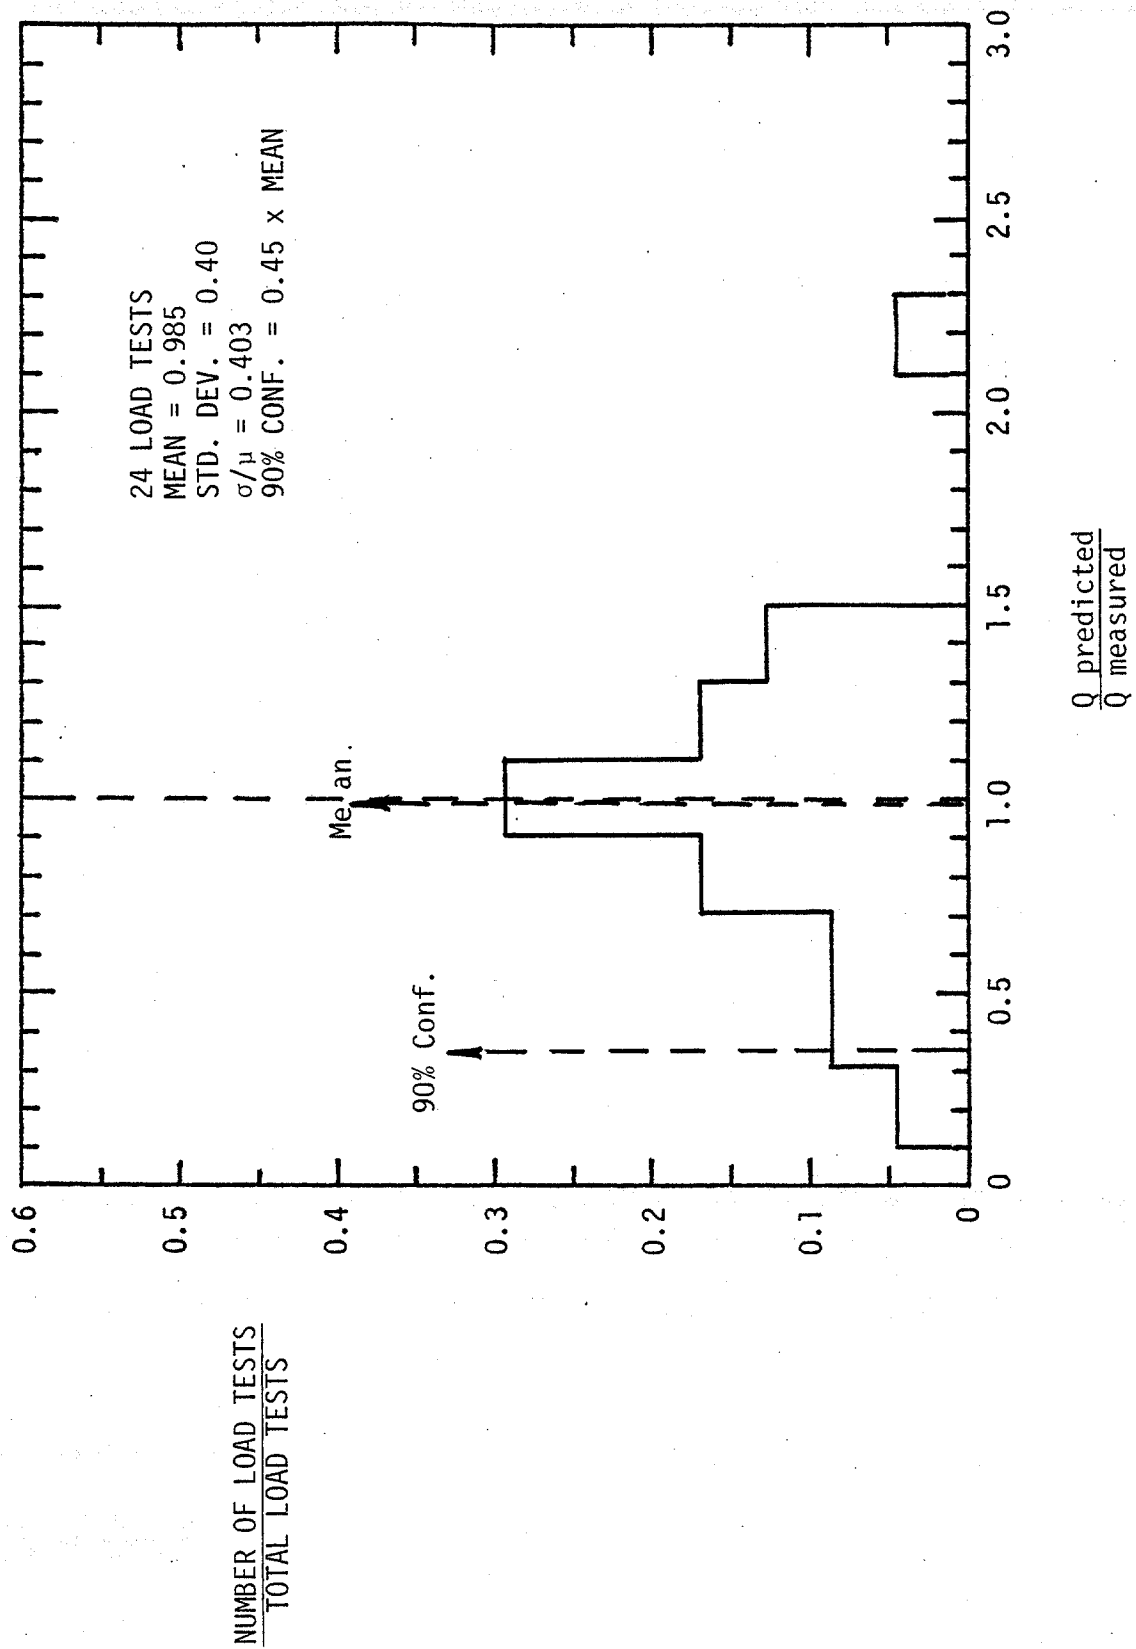 NUMBER OF LOAD TESTS
TOTAL LOAD TESTS
0.6
0.5
0.4
0.3
0.2
0.1
0
24 LOAD TESTS
MEAN = 0.985
STD. DEV. = 0.40
σ/μ = 0.403
90% CONF. = 0.45 x MEAN
Mean.
90% Conf.
0
0.5
1.0
1.5
2.0
2.5
3.0
Q predicted
Q measured